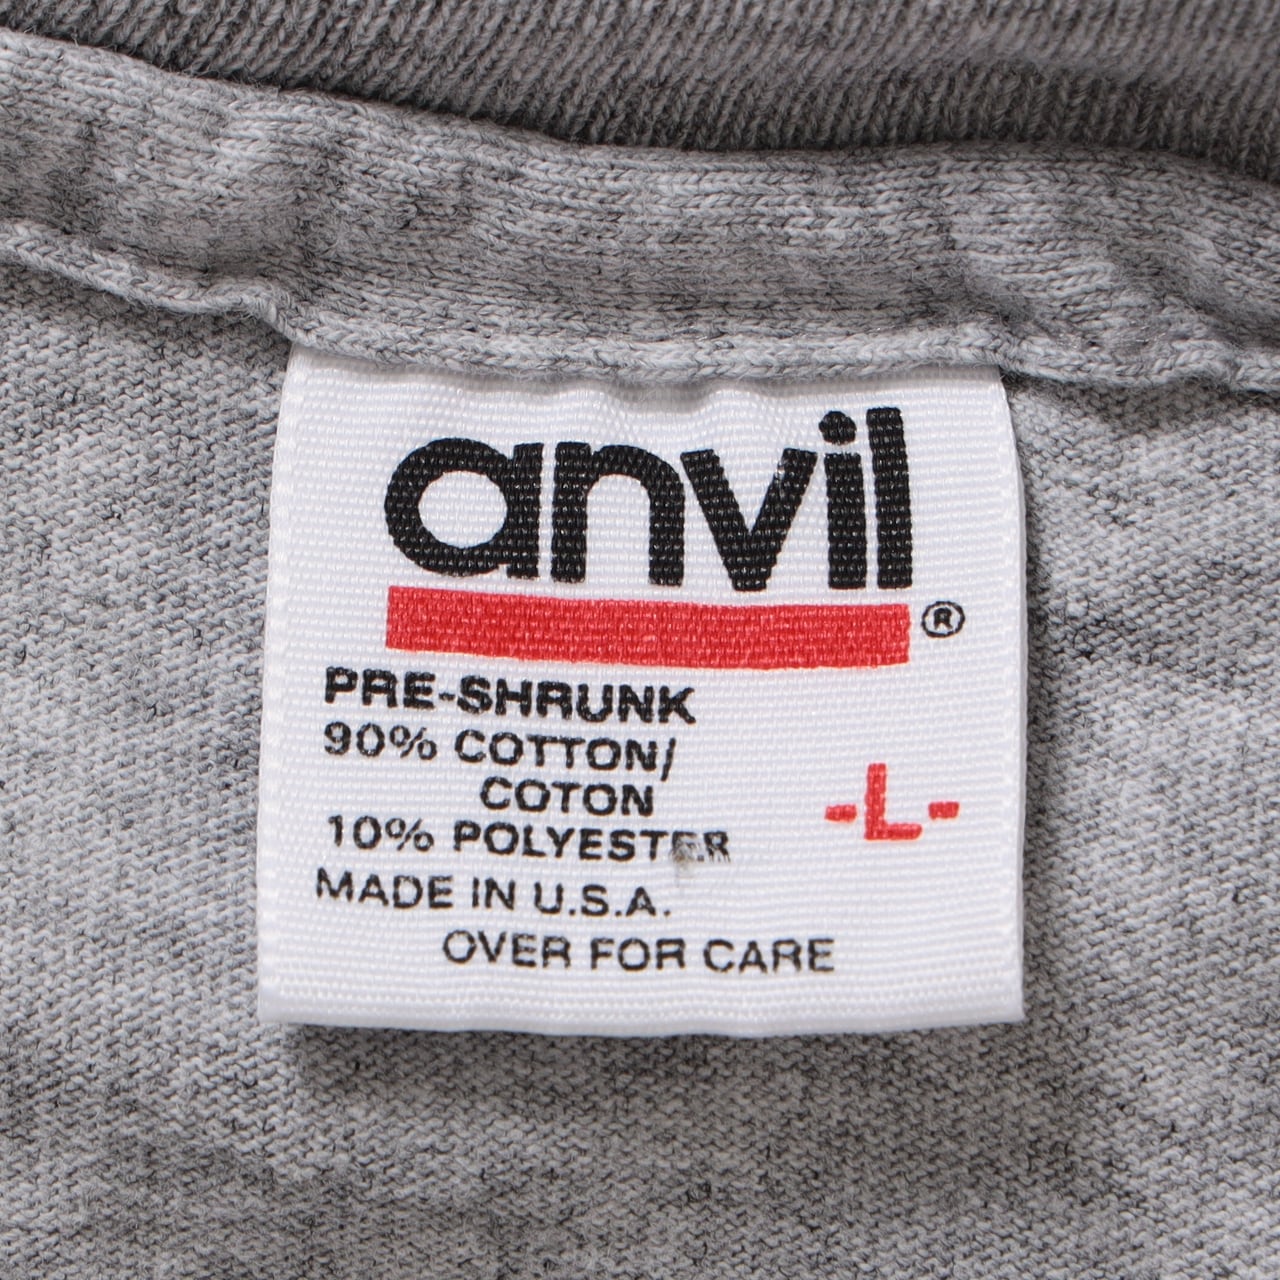 anvil®
PRE-SHRUNK
90% COTTON/
COTON
-L-
10% POLYESTER
MADE IN U.S.A.
OVER FOR CARE